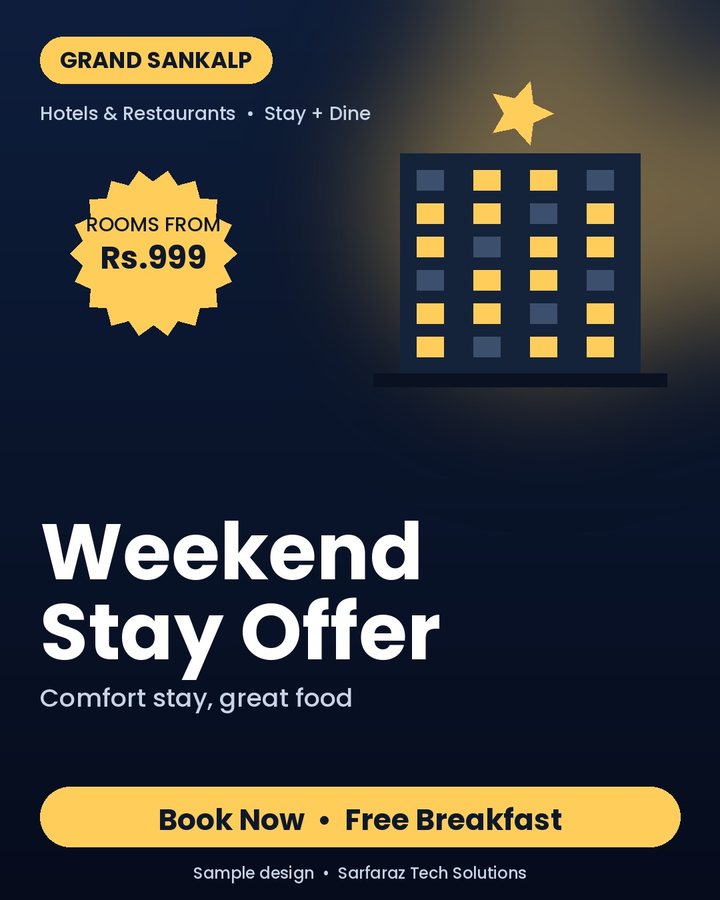 GRAND SANKALP
Hotels & Restaurants • Stay + Dine
ROOMS FROM
Rs.999
Weekend
Stay Offer
Comfort stay, great food
Book Now • Free Breakfast
Sample design • Sarfaraz Tech Solutions